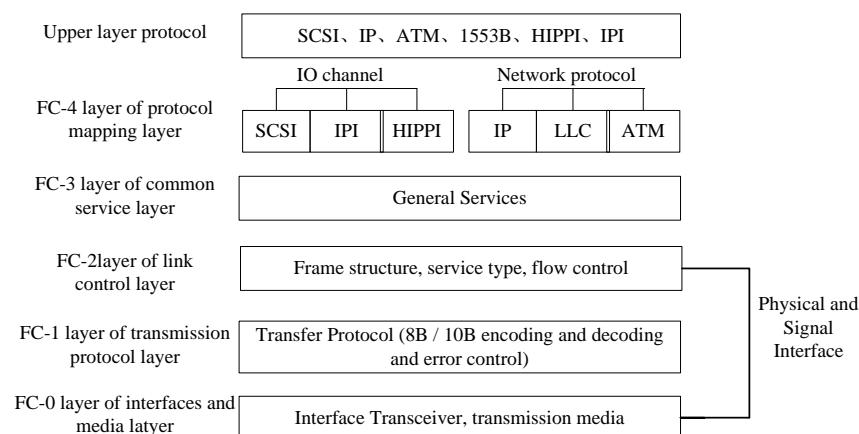 Upper layer protocol
SCSI、IP、ATM、1553B、HIPPI、IPI
IO channel
Network protocol
FC-4 layer of protocol
mapping layer
SCSI
IPI
HIPPI
IP
LLC
ATM
FC-3 layer of common
service layer
General Services
FC-2layer of link
control layer
Frame structure, service type, flow control
Physical and
Signal
Interface
FC-1 layer of transmission
protocol layer
Transfer Protocol (8B / 10B encoding and decoding
and error control)
FC-0 layer of interfaces and
media latyer
Interface Transceiver, transmission media